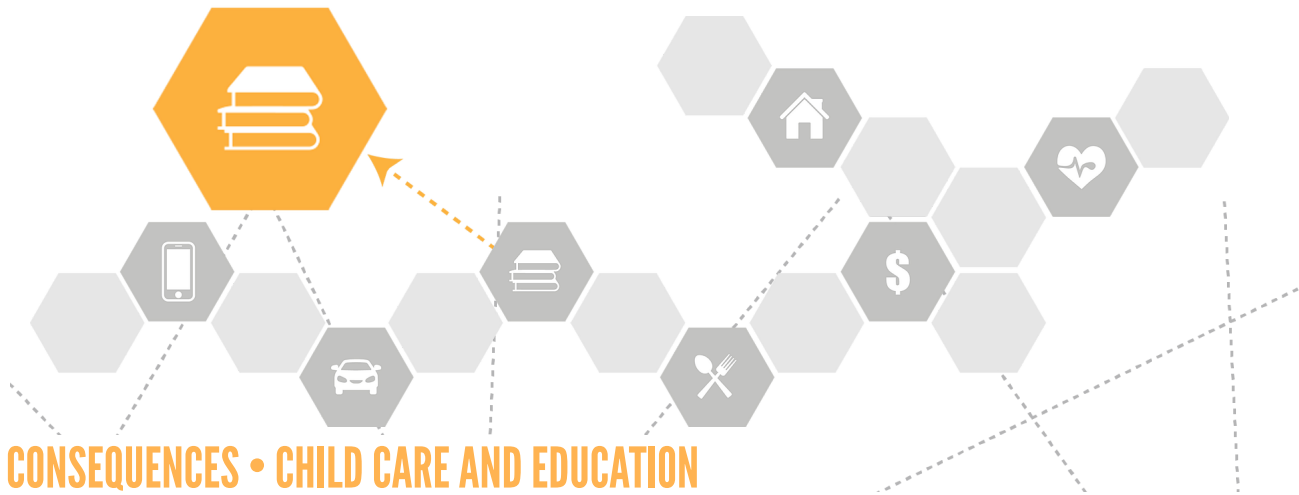 $
CONSEQUENCES • CHILD CARE AND EDUCATION